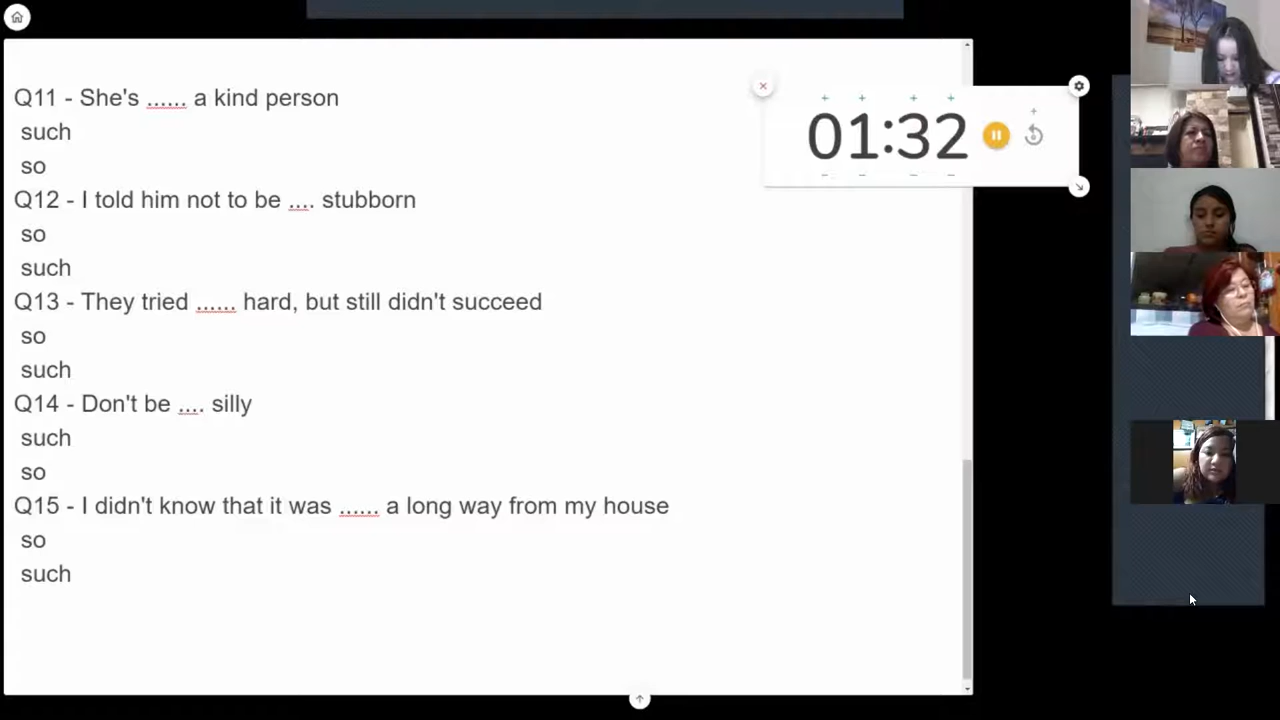 01:32
Q11 - She's ...... a kind person
such
so
Q12 - I told him not to be .... stubborn
so
such
Q13 - They tried ...... hard, but still didn't succeed
so
such
Q14 - Don't be .... silly
such
so
Q15 - I didn't know that it was ...... a long way from my house
so
such